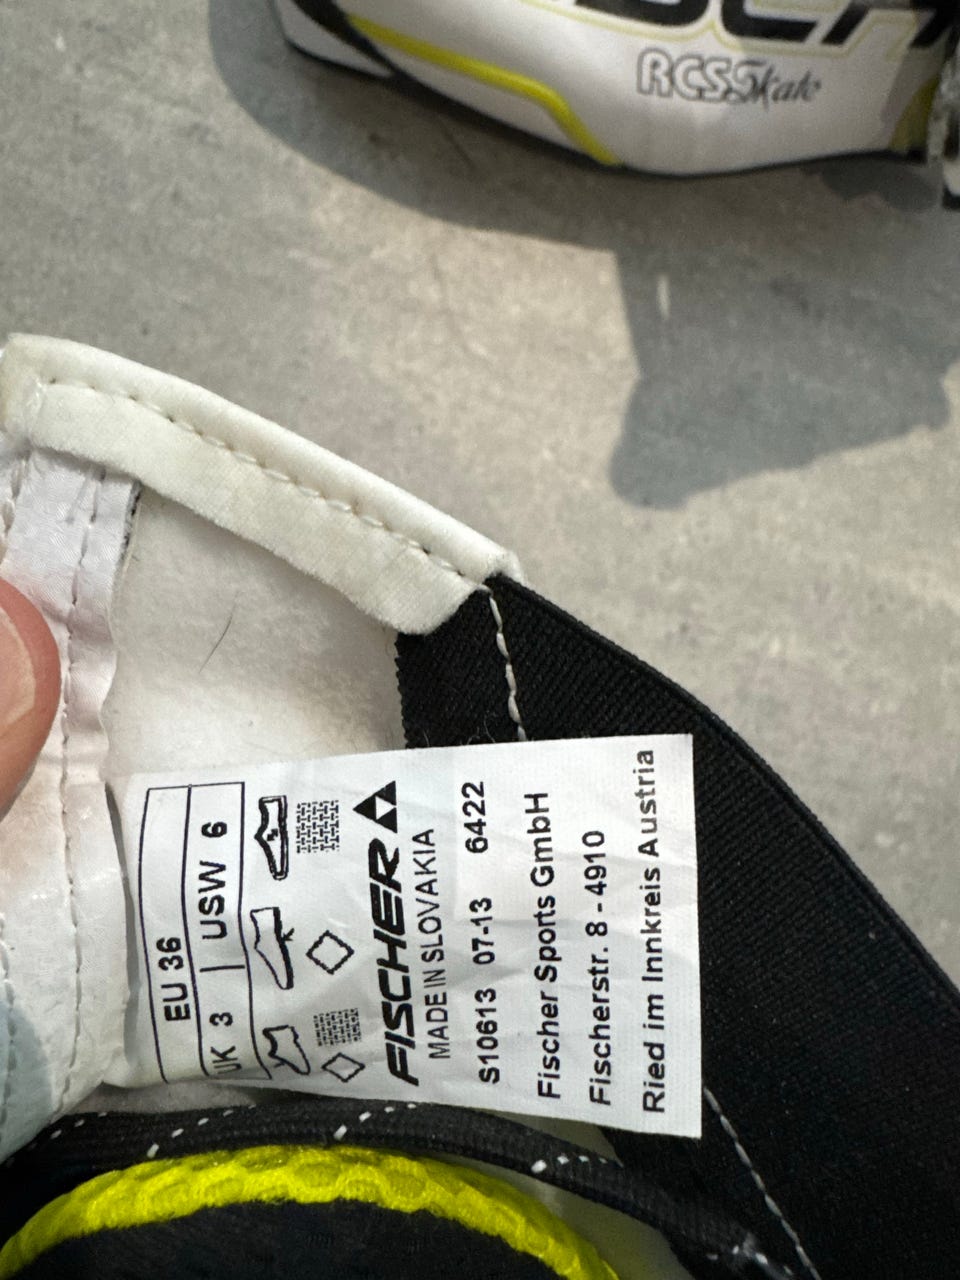 RCS Skate
EU 36
UK 3 | USW 6
FISCHER
MADE IN SLOVAKIA
S10613 07-13 6422
Fischer Sports GmbH
Fischerstr. 8 - 4910
Ried im Innkreis Austria